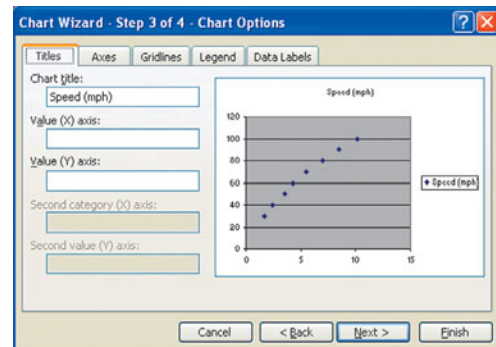 Chart Wizard - Step 3 of 4 - Chart Options
Titles Axes Gridlines Legend Data Labels
Chart title:
Speed (mph)
Value (X) axis:
Value (Y) axis:
Second category (X) axis:
Second value (Y) axis:
Speed (mph)
120
100
80
60
40
20
0
0 5 10 15
Speed (mph)
Cancel < Back Next > Finish